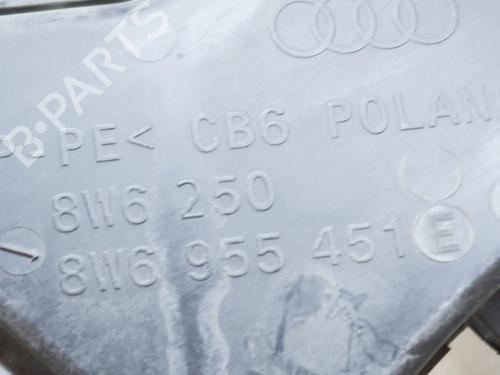 B-PARTS
P-PE< CB6 POLAN
8W6 250
8W6 955 451 E